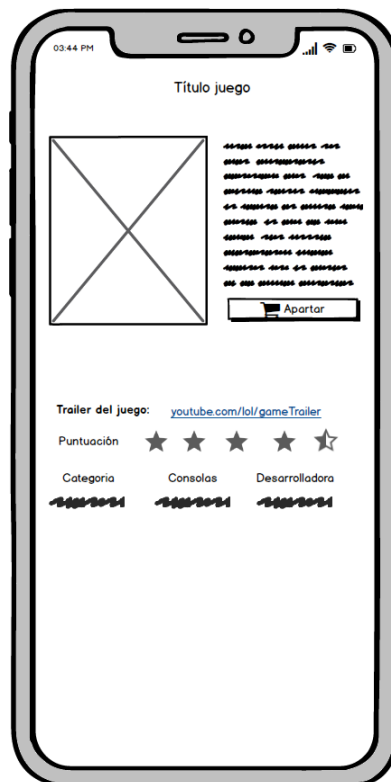 03:44 PM
Título juego
Apartar
Trailer del juego: youtube.com/lol/gameTrailer
Puntuación
Categoria Consolas Desarrolladora